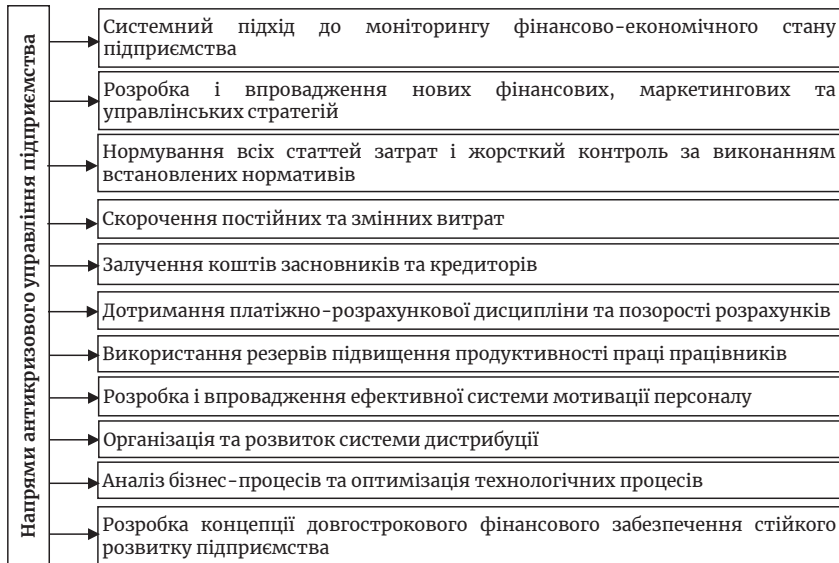 Напрями антикризового управління підприємства
Системний підхід до моніторингу фінансово-економічного стану
підприємства
Розробка і впровадження нових фінансових, маркетингових та
управлінських стратегій
Нормування всіх статтей затрат і жорсткий контроль за виконанням
встановлених нормативів
Скорочення постійних та змінних витрат
Залучення коштів засновників та кредиторів
Дотримання платіжно-розрахункової дисципліни та позорості розрахунків
Використання резервів підвищення продуктивності праці працівників
Розробка і впровадження ефективної системи мотивації персоналу
Організація та розвиток системи дистрибуції
Аналіз бізнес-процесів та оптимізація технологічних процесів
Розробка концепції довгострокового фінансового забезпечення стійкого
розвитку підприємства